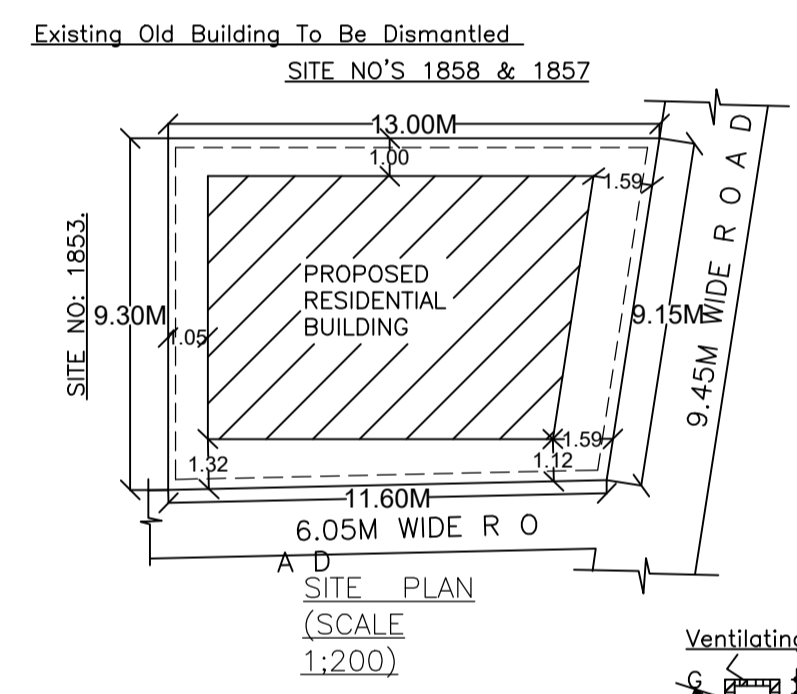 Existing Old Building To Be Dismantled
SITE NO'S 1858 & 1857
13.00M
1.00
1.59
SITE NO: 1853.
9.30M
1.05
PROPOSED
RESIDENTIAL
BUILDING
9.15M
9.45M WIDE R O A D
1.59
1.32
1.12
11.60M
6.05M WIDE R O
A D
SITE PLAN
(SCALE
1;200)
Ventilating
G